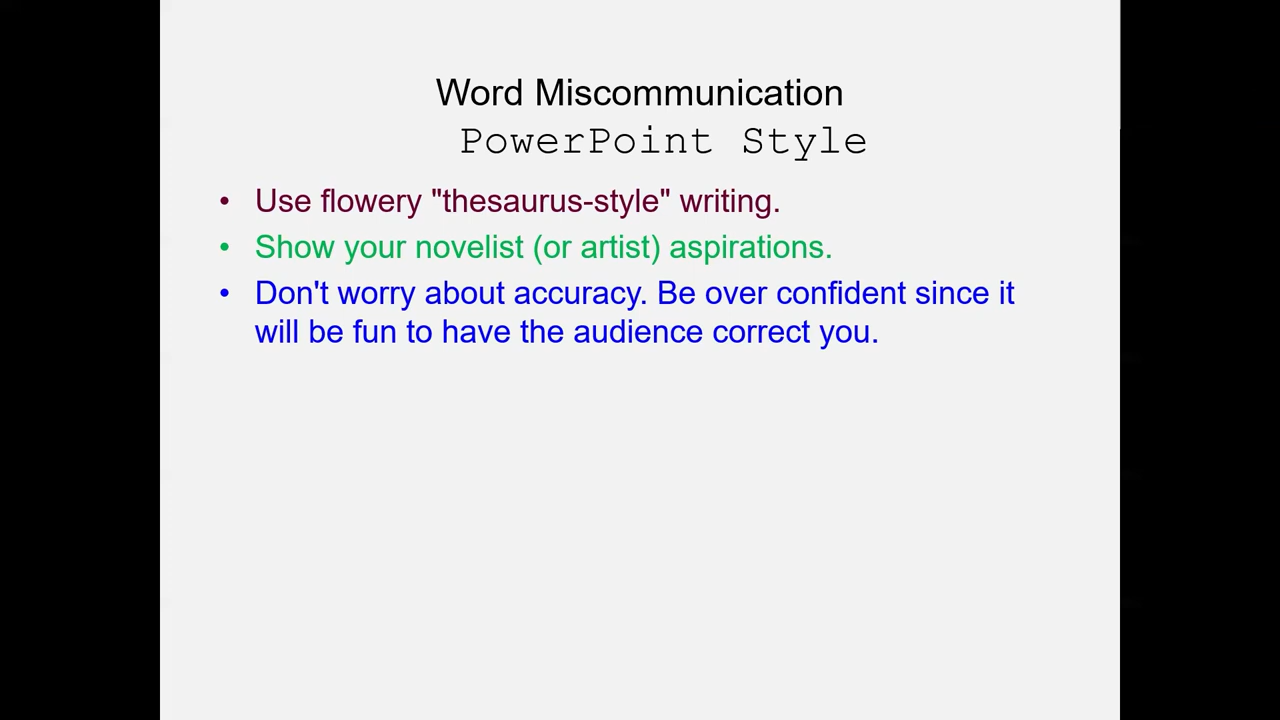 Word Miscommunication
PowerPoint Style
• Use flowery "thesaurus-style" writing.
• Show your novelist (or artist) aspirations.
• Don't worry about accuracy. Be over confident since it
will be fun to have the audience correct you.